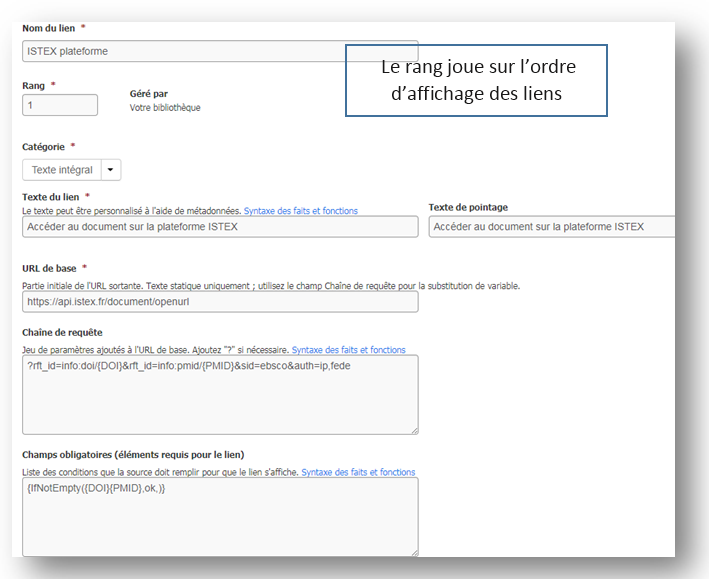 Nom du lien *
ISTEX plateforme
Le rang joue sur l'ordre
d'affichage des liens
Rang *
1
Géré par
Votre bibliothèque
Catégorie *
Texte intégral
Texte du lien *
Le texte peut être personnalisé à l'aide de métadonnées. Syntaxe des faits et fonctions
Accéder au document sur la plateforme ISTEX
Texte de pointage
Accéder au document sur la plateforme ISTEX
URL de base *
Partie initiale de l'URL sortante. Texte statique uniquement ; utilisez le champ Chaîne de requête pour la substitution de variable.
https://api.istex.fr/document/openurl
Chaîne de requête
Jeu de paramètres ajoutés à l'URL de base. Ajoutez "?" si nécessaire. Syntaxe des faits et fonctions
?rft_id=info:doi/{DOI}&rft_id=info:pmid/{PMID}&sid=ebsco&auth=ip,fede
Champs obligatoires (éléments requis pour le lien)
Liste des conditions que la source doit remplir pour que le lien s'affiche. Syntaxe des faits et fonctions
{IfNotEmpty({DOI}{PMID},ok,)}